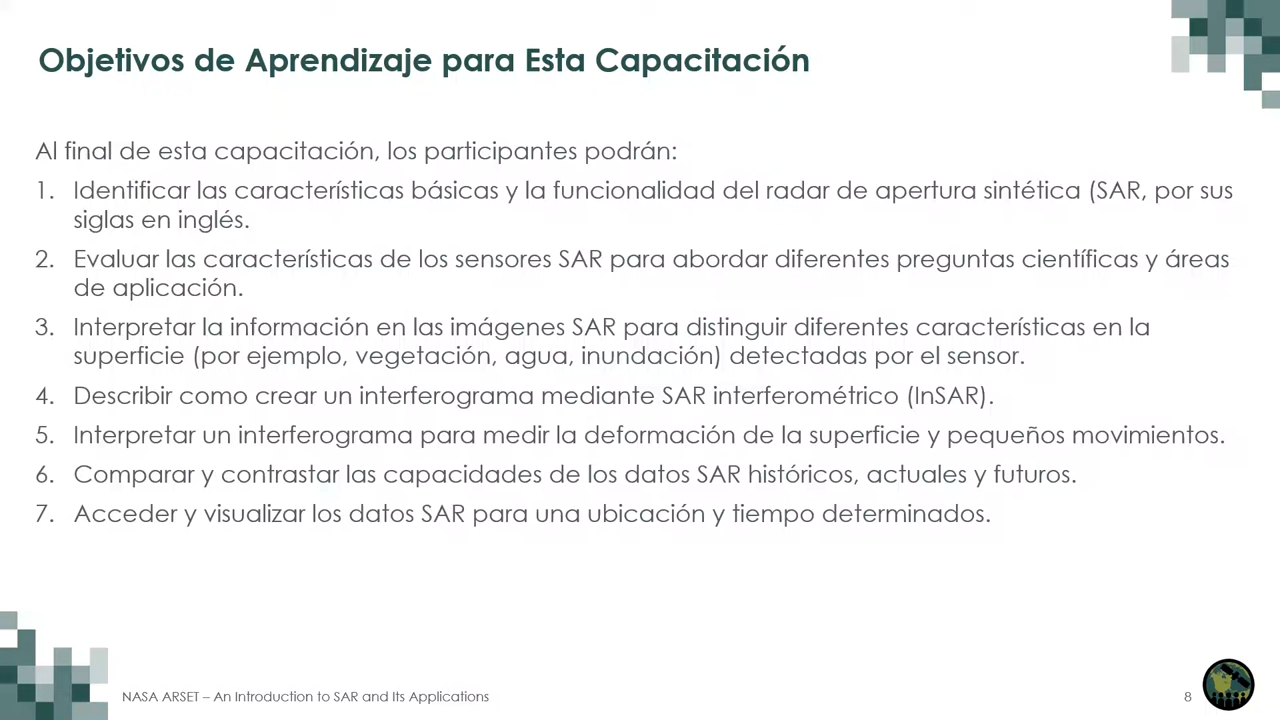 Objetivos de Aprendizaje para Esta Capacitación
Al final de esta capacitación, los participantes podrán:
1. Identificar las características básicas y la funcionalidad del radar de apertura sintética (SAR, por sus
siglas en inglés.
2. Evaluar las características de los sensores SAR para abordar diferentes preguntas científicas y áreas
de aplicación.
3. Interpretar la información en las imágenes SAR para distinguir diferentes características en la
superficie (por ejemplo, vegetación, agua, inundación) detectadas por el sensor.
4. Describir como crear un interferograma mediante SAR interferométrico (InSAR).
5. Interpretar un interferograma para medir la deformación de la superficie y pequeños movimientos.
6. Comparar y contrastar las capacidades de los datos SAR históricos, actuales y futuros.
7. Acceder y visualizar los datos SAR para una ubicación y tiempo determinados.
NASA ARSET – An Introduction to SAR and Its Applications
8